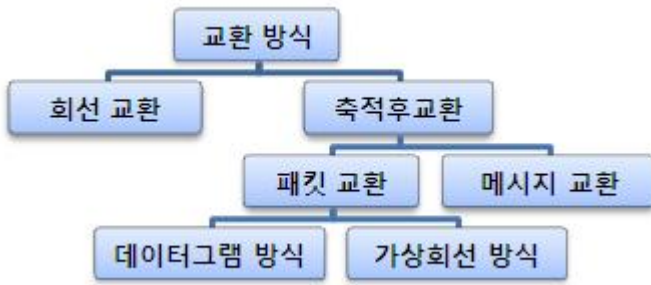 교환 방식
회선 교환
축적후교환
패킷 교환
메시지 교환
데이터그램 방식
가상회선 방식